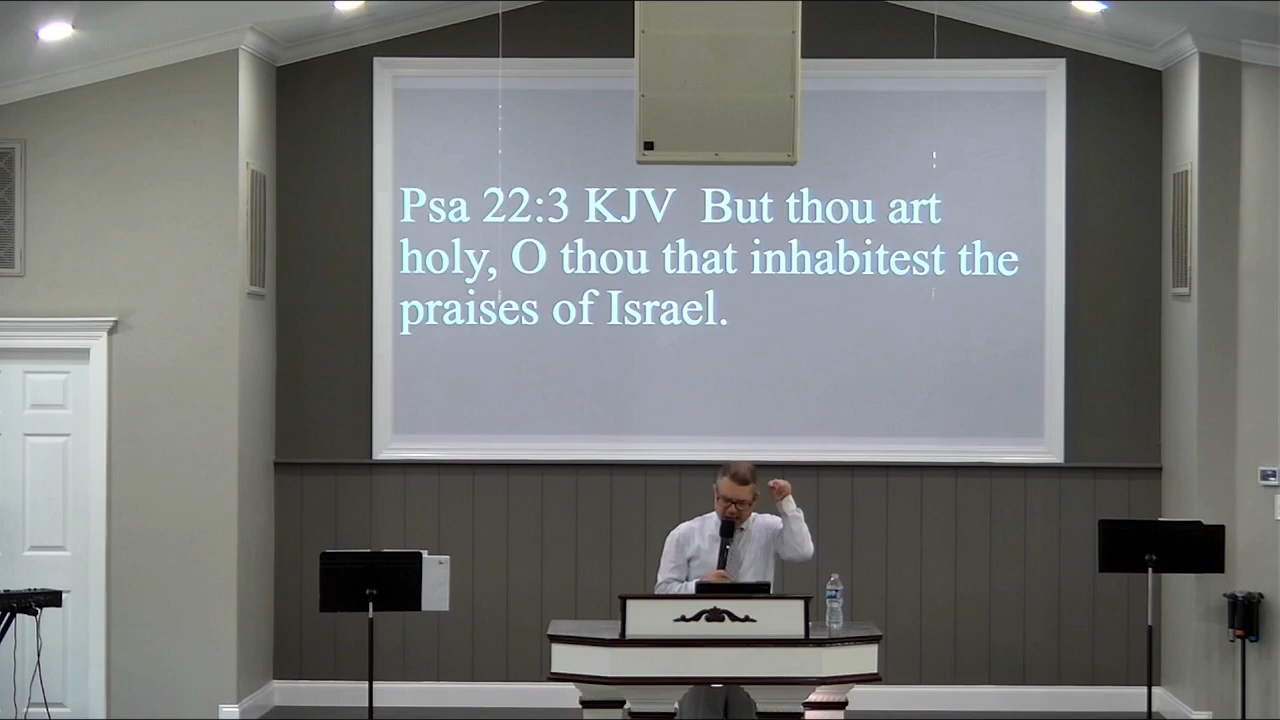 Psa 22:3 KJV But thou art
holy, O thou that inhabitest the
praises of Israel.